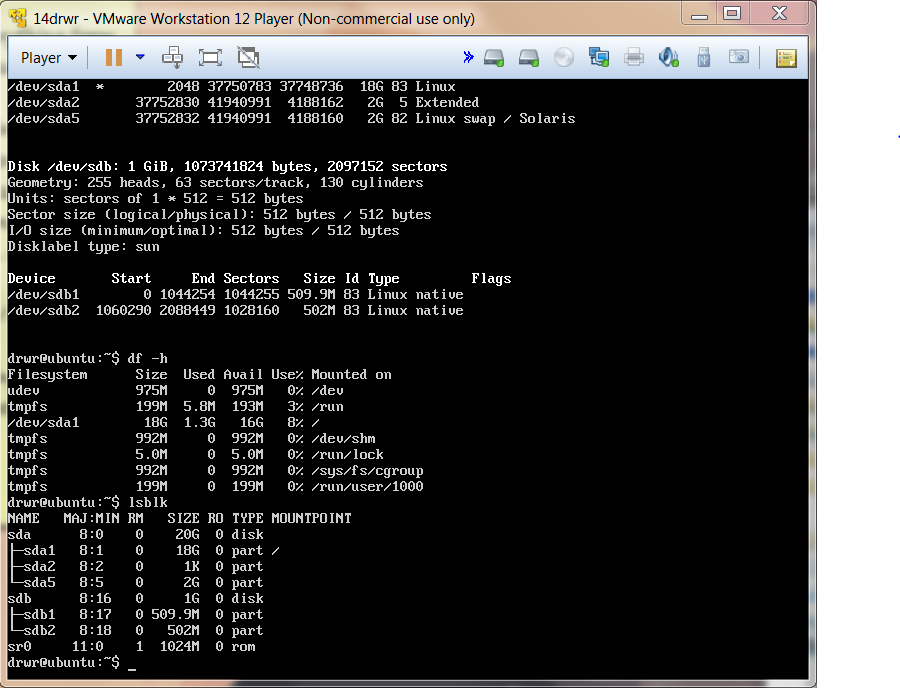 14drwr - VMware Workstation 12 Player (Non-commercial use only)
Player
/dev/sda1  *        2048 37750783 37748736  18G 83 Linux
/dev/sda2       37752830 41940991  4188162   2G  5 Extended
/dev/sda5       37752832 41940991  4188160   2G 82 Linux swap / Solaris
Disk /dev/sdb: 1 GiB, 1073741824 bytes, 2097152 sectors
Geometry: 255 heads, 63 sectors/track, 130 cylinders
Units: sectors of 1 * 512 = 512 bytes
Sector size (logical/physical): 512 bytes / 512 bytes
I/O size (minimum/optimal): 512 bytes / 512 bytes
Disklabel type: sun
Device       Start     End Sectors   Size Id Type         Flags
/dev/sdb1        0 1044254 1044255 509.9M 83 Linux native
/dev/sdb2  1060290 2088449 1028160   502M 83 Linux native
drwr@ubuntu:~$ df -h
Filesystem      Size  Used Avail Use% Mounted on
udev            975M     0  975M   0% /dev
tmpfs           199M  5.8M  193M   3% /run
/dev/sda1        18G  1.3G   16G   8% /
tmpfs           992M     0  992M   0% /dev/shm
tmpfs           5.0M     0  5.0M   0% /run/lock
tmpfs           992M     0  992M   0% /sys/fs/cgroup
tmpfs           199M     0  199M   0% /run/user/1000
drwr@ubuntu:~$ lsblk
NAME   MAJ:MIN RM   SIZE RO TYPE MOUNTPOINT
sda      8:0    0    20G  0 disk
├─sda1   8:1    0    18G  0 part /
├─sda2   8:2    0     1K  0 part
└─sda5   8:5    0     2G  0 part
sdb      8:16   0     1G  0 disk
├─sdb1   8:17   0 509.9M  0 part
└─sdb2   8:18   0   502M  0 part
sr0     11:0    1  1024M  0 rom
drwr@ubuntu:~$ _